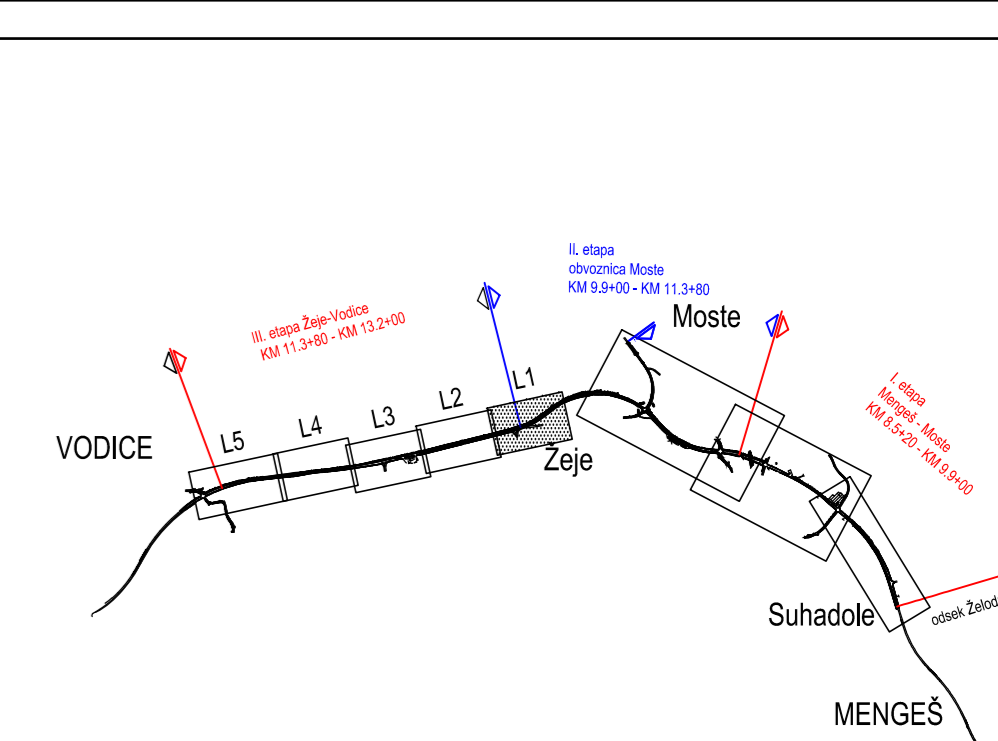 II. etapa
obvoznica Moste
KM 9.9+00 - KM 11.3+80
Moste
III. etapa Žeje-Vodice
KM 11.3+80 - KM 13.2+00
I. etapa
Mengeš - Moste
KM 8.5+20 - KM 9.9+00
VODICE
L5
L4
L3
L2
L1
Žeje
Suhadole
odsek Želod
MENGEŠ